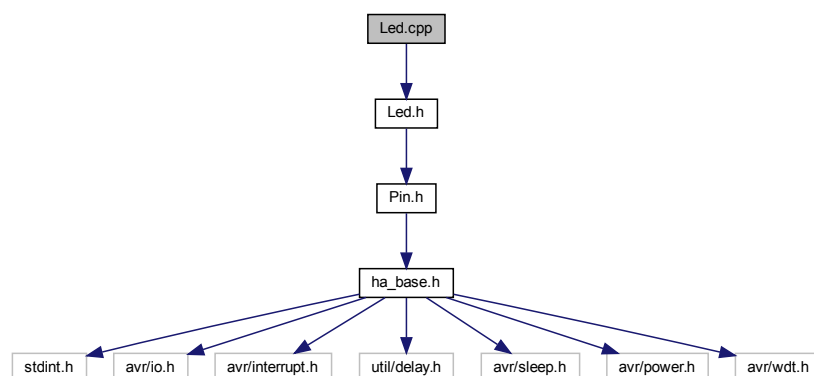 Led.cpp
Led.h
Pin.h
ha_base.h
stdint.h avr/io.h avr/interrupt.h util/delay.h avr/sleep.h avr/power.h avr/wdt.h